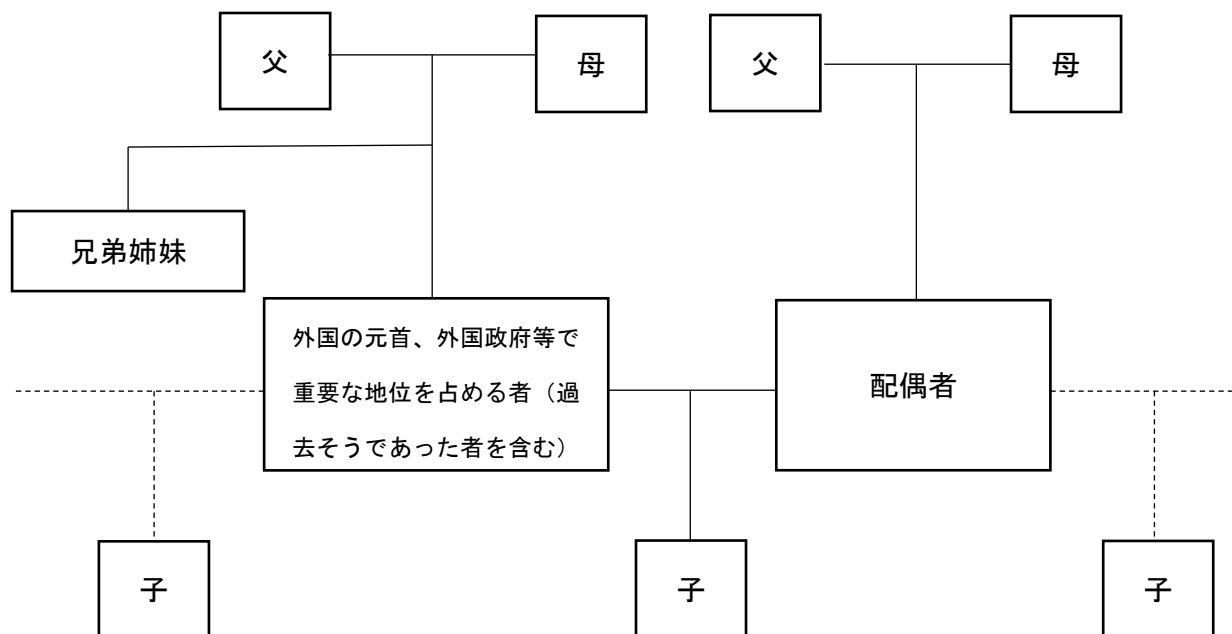 父
母
父
母
兄弟姉妹
外国の元首、外国政府等で
重要な地位を占める者（過
去そうであった者を含む）
配偶者
子
子
子